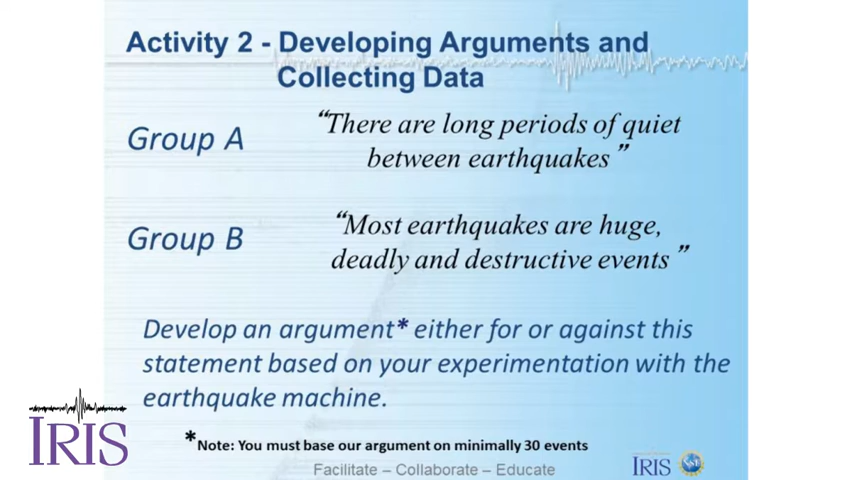 Activity 2 - Developing Arguments and
Collecting Data
Group A
“There are long periods of quiet
between earthquakes”
Group B
“Most earthquakes are huge,
deadly and destructive events”
Develop an argument* either for or against this
statement based on your experimentation with the
earthquake machine.
*Note: You must base our argument on minimally 30 events
Facilitate – Collaborate – Educate
IRIS
IRIS
NSF